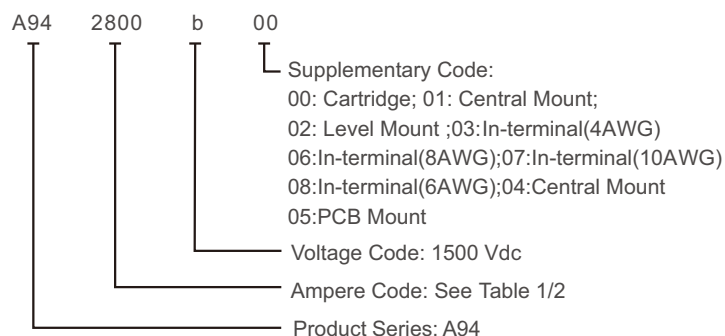 A94 2800 b 00
Supplementary Code:
00: Cartridge; 01: Central Mount;
02: Level Mount ;03:In-terminal(4AWG)
06:In-terminal(8AWG);07:In-terminal(10AWG)
08:In-terminal(6AWG);04:Central Mount
05:PCB Mount
Voltage Code: 1500 Vdc
Ampere Code: See Table 1/2
Product Series: A94